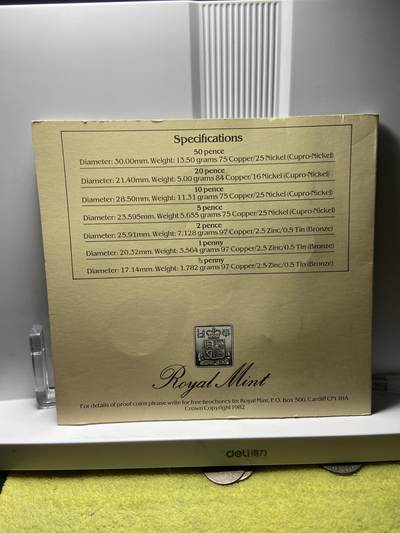 Specifications
50 pence
Diameter: 30.00mm. Weight: 13.50 grams 75 Copper/25 Nickel (Cupro-Nickel)
20 pence
Diameter: 21.40mm. Weight: 5.00 grams 84 Copper/16 Nickel (Cupro-Nickel)
10 pence
Diameter: 28.50mm. Weight: 11.31 grams 75 Copper/25 Nickel (Cupro-Nickel)
5 pence
Diameter: 23.595mm Weight 5.655 grams 75 Copper/25 Nickel (Cupro-Nickel)
2 pence
Diameter: 25.91mm. Weight: 7.128 grams 97 Copper/2.5 Zinc/0.5 Tin (Bronze)
1 penny
Diameter: 20.32mm. Weight: 3.564 grams 97 Copper/2.5 Zinc/0.5 Tin (Bronze)
½ penny
Diameter: 17.14mm. Weight: 1.782 grams 97 Copper/2.5 Zinc/0.5 Tin (Bronze)
Royal Mint
For details of proof coins please write for free brochures to: Royal Mint, P.O. Box 500, Cardiff CF1 1HA
Crown Copyright 1982
deli得力